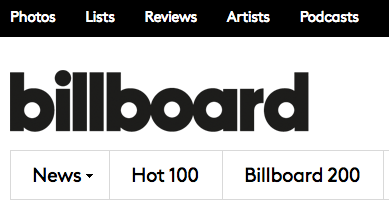 Photos Lists Reviews Artists Podcasts
billboard
News Hot 100 Billboard 200